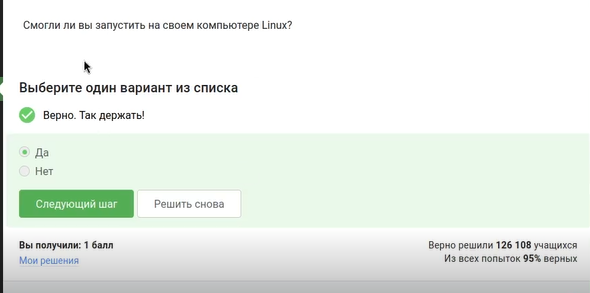 Смогли ли вы запустить на своем компьютере Linux?
Выберите один вариант из списка
Верно. Так держать!
Да
Нет
Следующий шаг
Решить снова
Вы получили: 1 балл
Мои решения
Верно решили 126 108 учащихся
Из всех попыток 95% верных